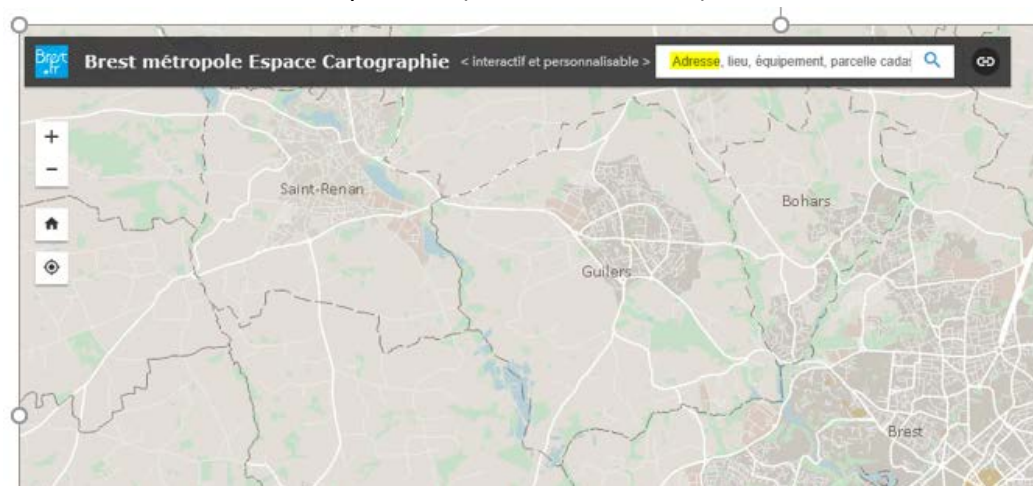 Brest
.fr
Brest métropole Espace Cartographie < interactif et personnalisable >
Adresse, lieu, équipement, parcelle cadas
+
−
Saint-Renan
Bohars
Guilers
Brest